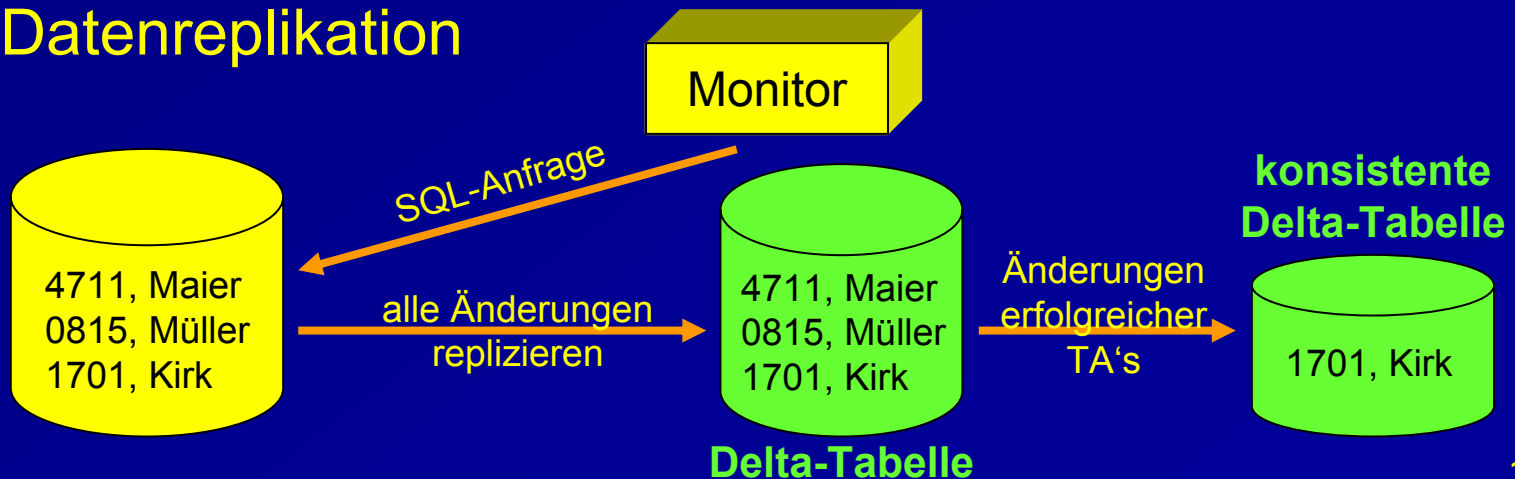 Datenreplikation
Monitor
SQL-Anfrage
4711, Maier
0815, Müller
1701, Kirk
alle Änderungen
replizieren
4711, Maier
0815, Müller
1701, Kirk
Delta-Tabelle
Änderungen
erfolgreicher
TA‘s
konsistente
Delta-Tabelle
1701, Kirk